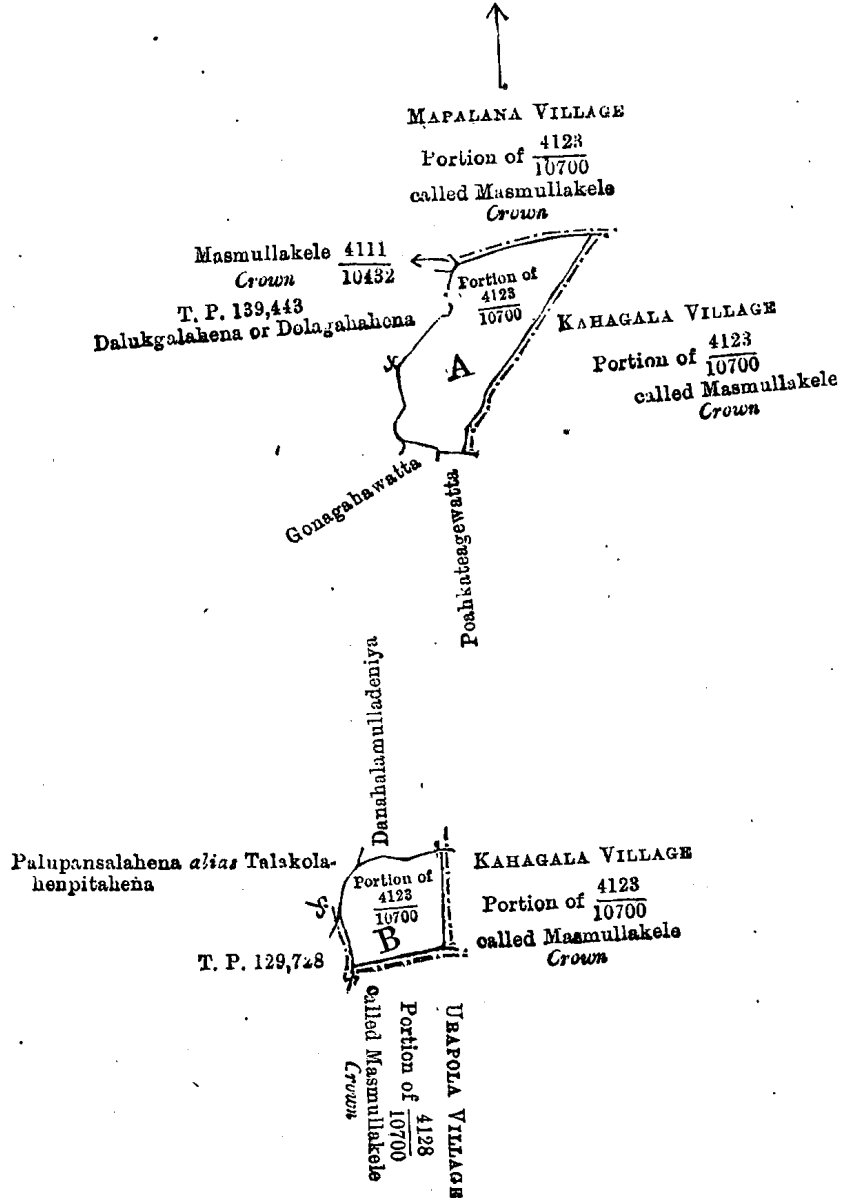 MAPALANA VILLAGE
Portion of 4123/10700
called Masmullakele
Crown
Masmullakele 4111/10432
Crown
T. P. 139,443
Dalukgalahena or Dolagahahena
Portion of
4123/10700
A
KAHAGALA VILLAGE
Portion of 4123/10700
called Masmullakele
Crown
Gonagahawatta
Poahkateagewatta
Danahalamulladeniya
Palupansalahena alias Talakola-
henpitahena
Portion of
4123/10700
B
T. P. 129,728
KAHAGALA VILLAGE
Portion of 4123/10700
called Masmullakele
Crown
URAPOLA VILLAGE
Portion of 4128/10700
called Masmullakele
Crown